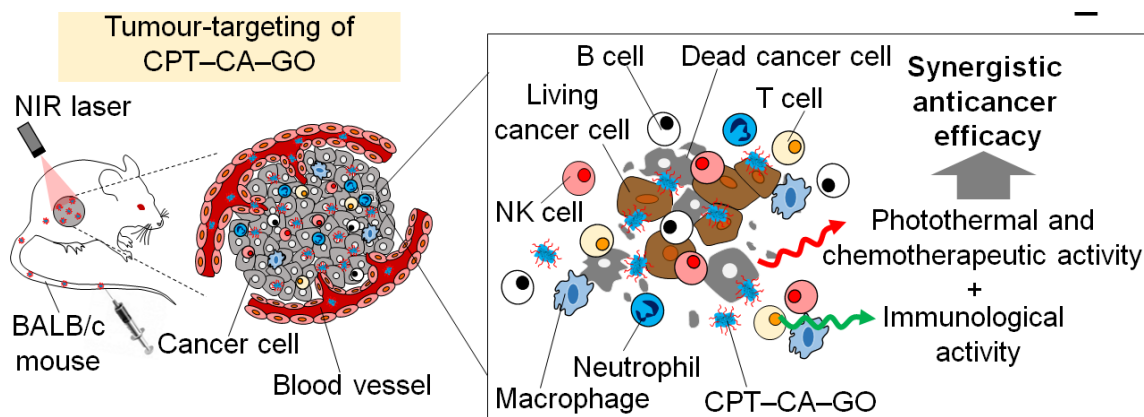 Tumour-targeting of
CPT–CA–GO
NIR laser
BALB/c
mouse
Cancer cell
Blood vessel
B cell
Dead cancer cell
Living
cancer cell
T cell
NK cell
Macrophage
Neutrophil
CPT–CA–GO
Synergistic
anticancer
efficacy
Photothermal and
chemotherapeutic activity
+
Immunological
activity